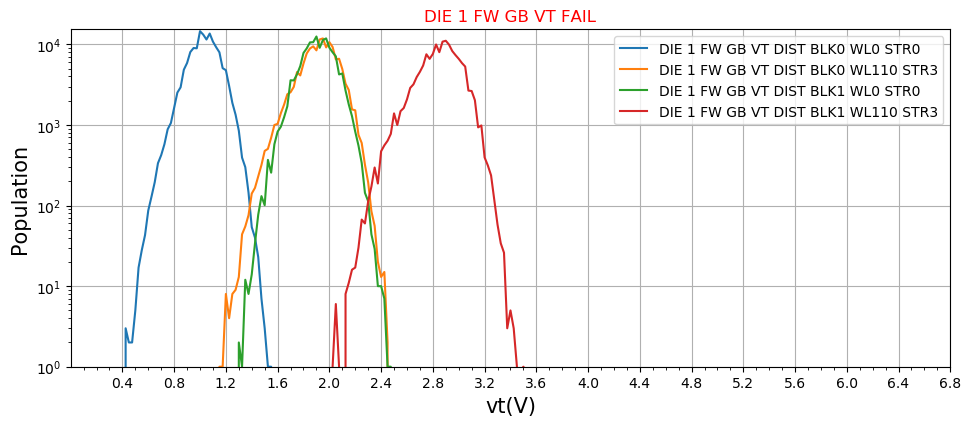 DIE 1 FW GB VT FAIL
DIE 1 FW GB VT DIST BLK0 WL0 STR0
DIE 1 FW GB VT DIST BLK0 WL110 STR3
DIE 1 FW GB VT DIST BLK1 WL0 STR0
DIE 1 FW GB VT DIST BLK1 WL110 STR3
Population
10^4
10^3
10^2
10^1
10^0
0.4 0.8 1.2 1.6 2.0 2.4 2.8 3.2 3.6 4.0 4.4 4.8 5.2 5.6 6.0 6.4 6.8
vt(V)